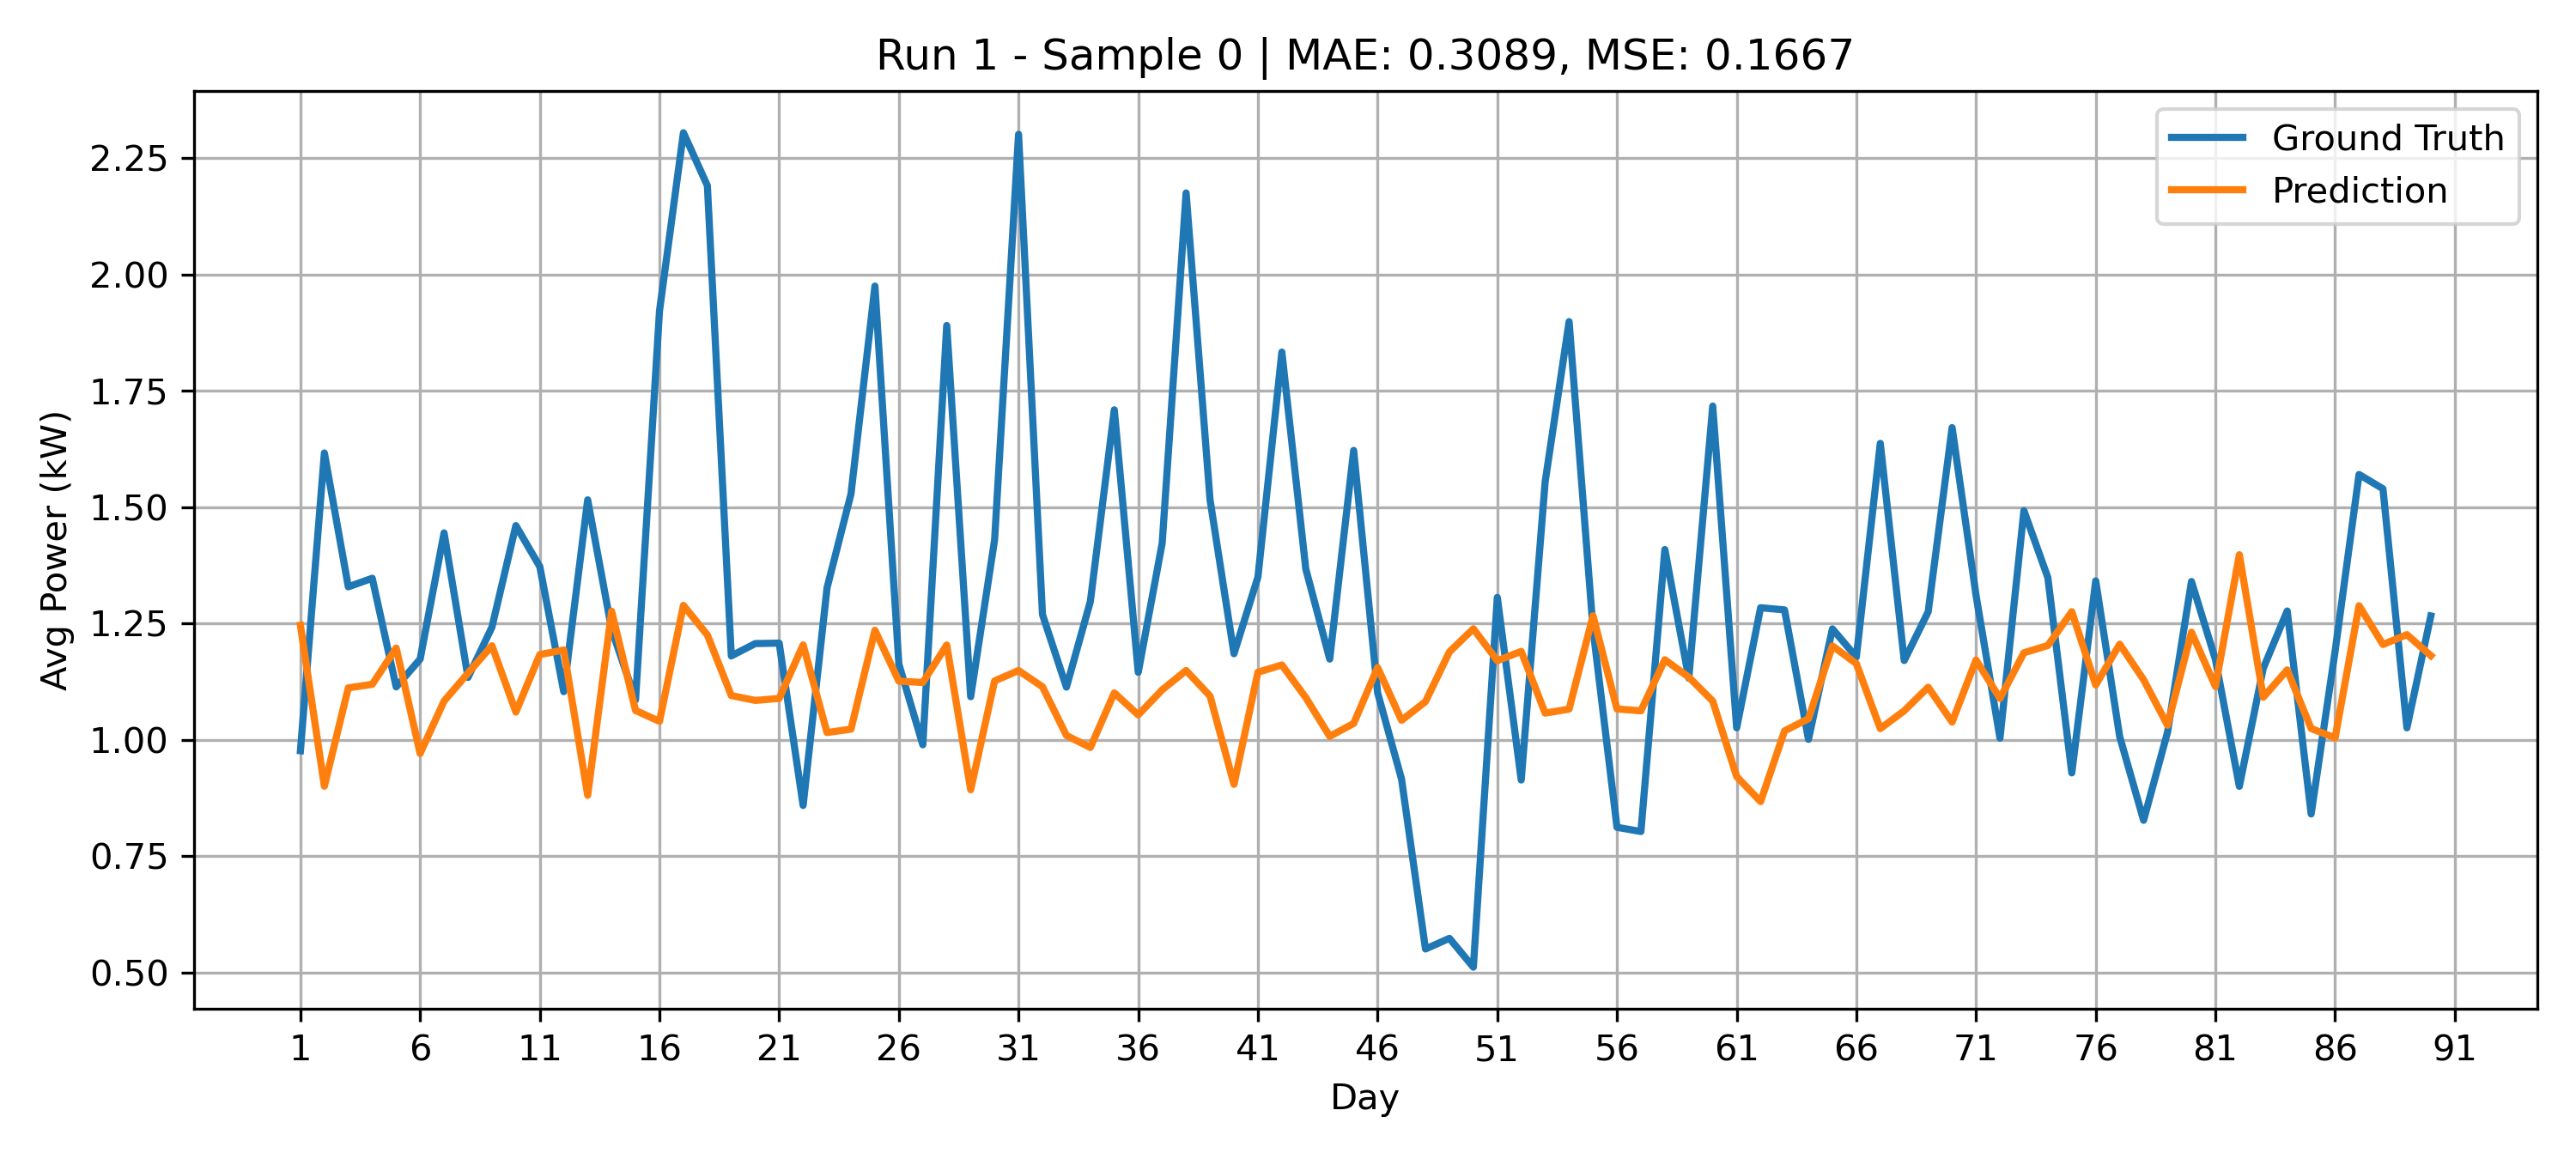 Run 1 - Sample 0 | MAE: 0.3089, MSE: 0.1667
Ground Truth
Prediction
Avg Power (kW)
2.25
2.00
1.75
1.50
1.25
1.00
0.75
0.50
1 6 11 16 21 26 31 36 41 46 51 56 61 66 71 76 81 86 91
Day